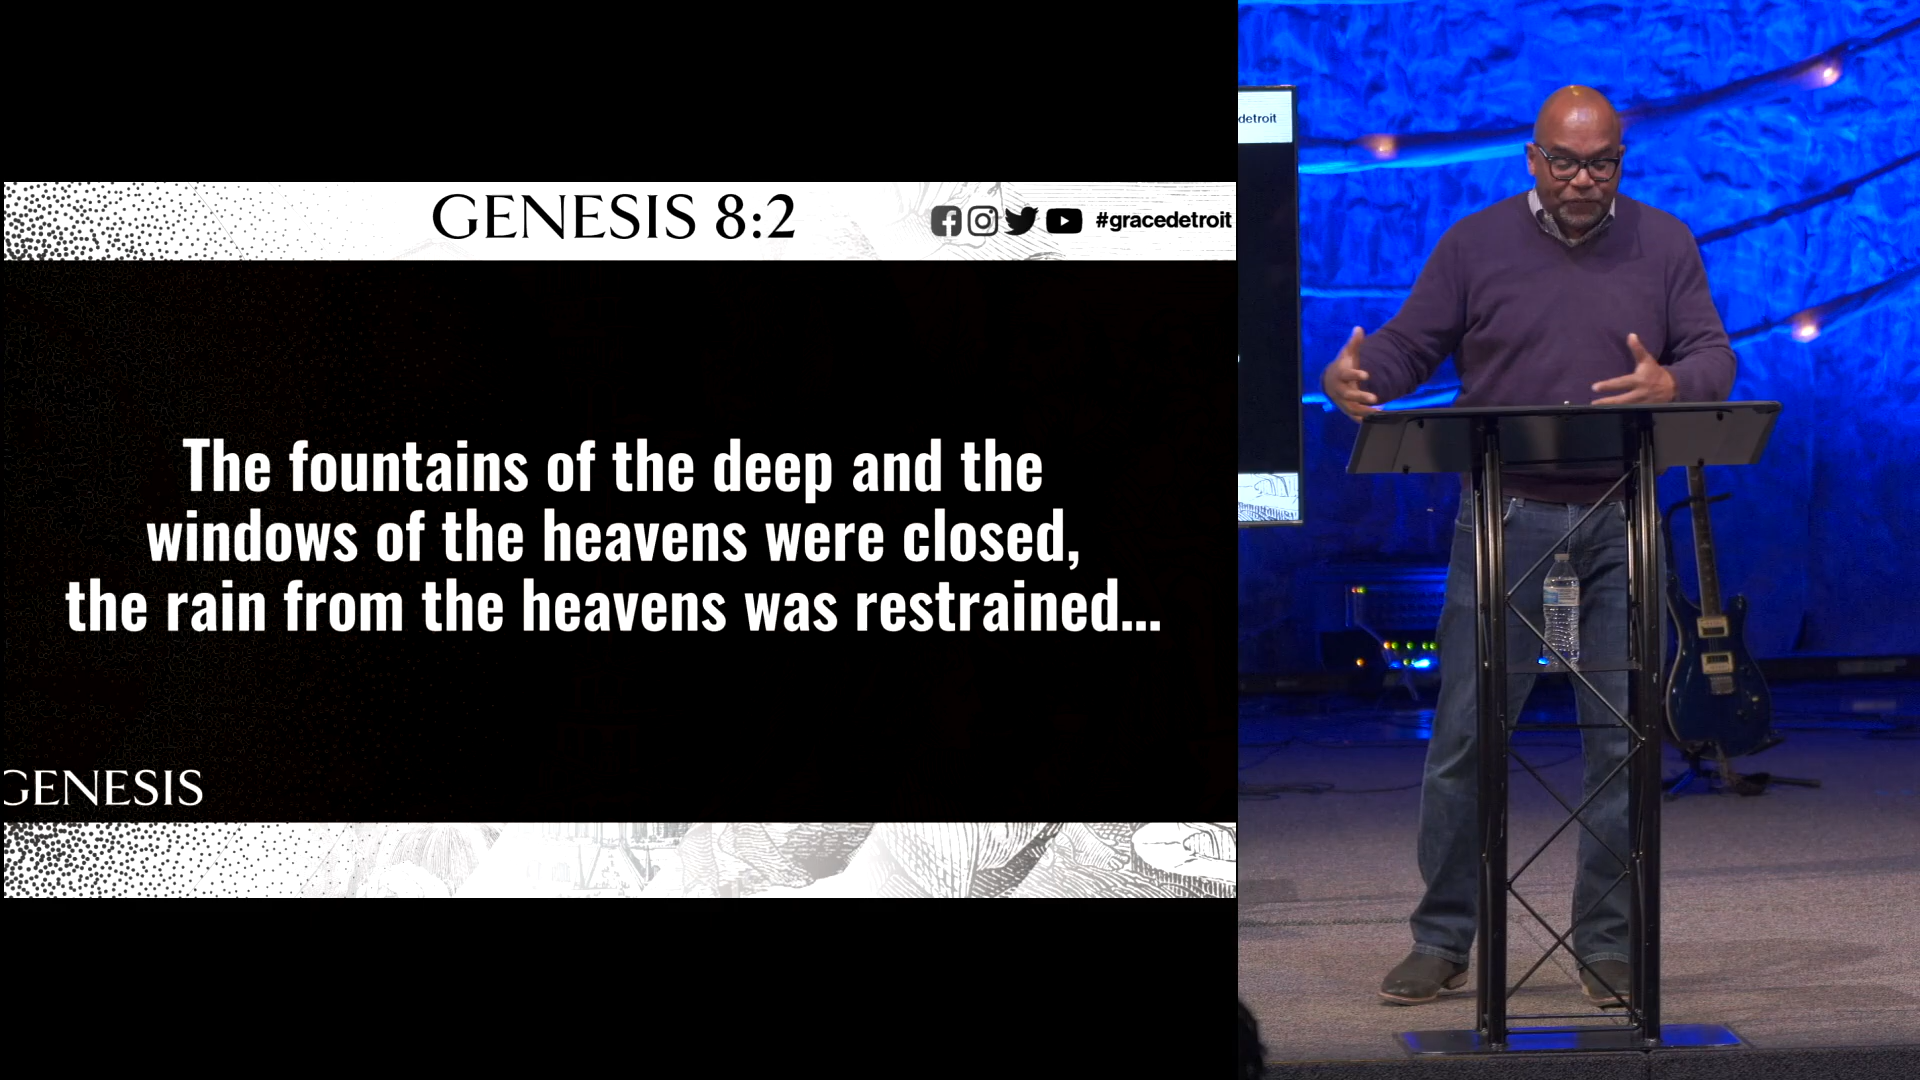 GENESIS 8:2
#gracedetroit
The fountains of the deep and the
windows of the heavens were closed,
the rain from the heavens was restrained...
GENESIS
detroit